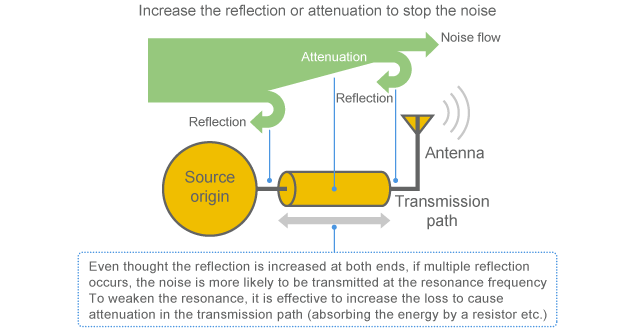 Increase the reflection or attenuation to stop the noise
Noise flow
Attenuation
Reflection
Reflection
Source
origin
Antenna
Transmission
path
Even thought the reflection is increased at both ends, if multiple reflection
occurs, the noise is more likely to be transmitted at the resonance frequency
To weaken the resonance, it is effective to increase the loss to cause
attenuation in the transmission path (absorbing the energy by a resistor etc.)